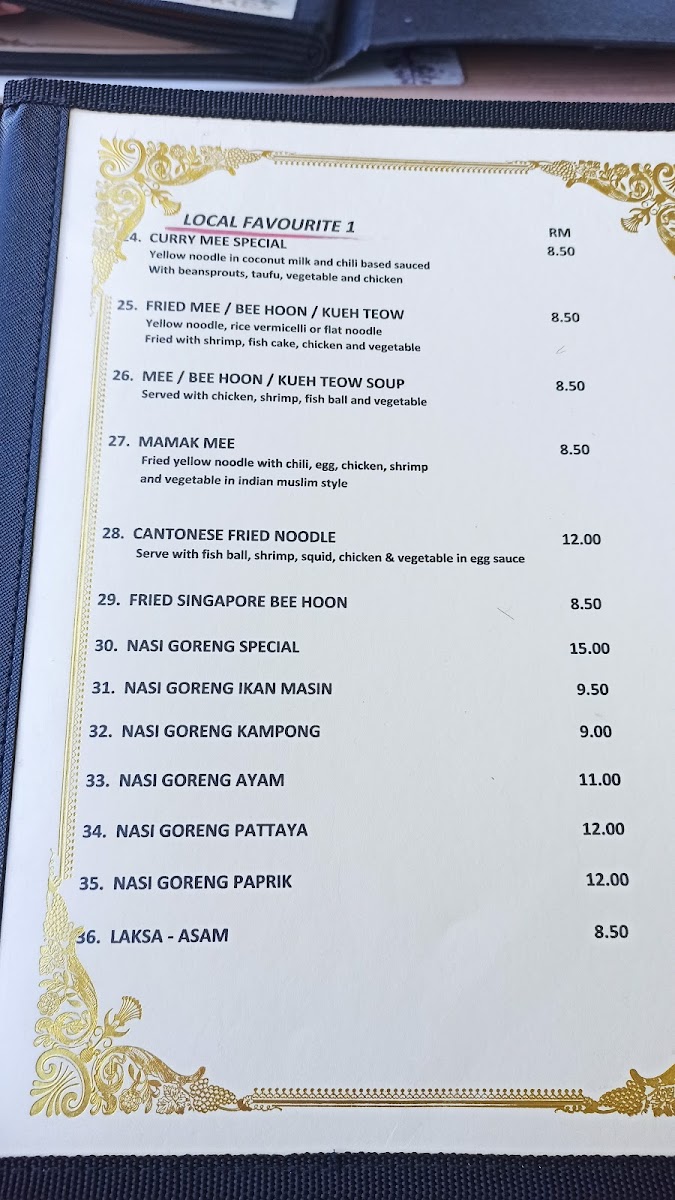 LOCAL FAVOURITE 1
RM
24. CURRY MEE SPECIAL 8.50
Yellow noodle in coconut milk and chili based sauced
With beansprouts, taufu, vegetable and chicken
25. FRIED MEE / BEE HOON / KUEH TEOW 8.50
Yellow noodle, rice vermicelli or flat noodle
Fried with shrimp, fish cake, chicken and vegetable
26. MEE / BEE HOON / KUEH TEOW SOUP 8.50
Served with chicken, shrimp, fish ball and vegetable
27. MAMAK MEE 8.50
Fried yellow noodle with chili, egg, chicken, shrimp
and vegetable in indian muslim style
28. CANTONESE FRIED NOODLE 12.00
Serve with fish ball, shrimp, squid, chicken & vegetable in egg sauce
29. FRIED SINGAPORE BEE HOON 8.50
30. NASI GORENG SPECIAL 15.00
31. NASI GORENG IKAN MASIN 9.50
32. NASI GORENG KAMPONG 9.00
33. NASI GORENG AYAM 11.00
34. NASI GORENG PATTAYA 12.00
35. NASI GORENG PAPRIK 12.00
36. LAKSA - ASAM 8.50